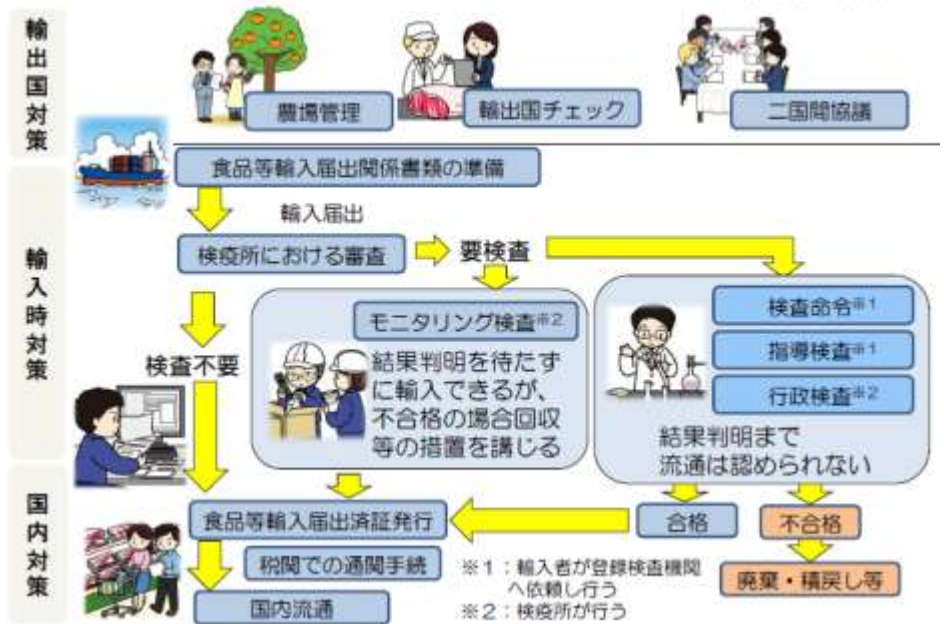 輸出国対策
農場管理
輸出国チェック
二国間協議
輸入時対策
食品等輸入届出関係書類の準備
輸入届出
検疫所における審査
要検査
検査不要
モニタリング検査※2
結果判明を待たず
に輸入できるが、
不合格の場合回収
等の措置を講じる
検査命令※1
指導検査※1
行政検査※2
結果判明まで
流通は認められない
国内対策
食品等輸入届出済証発行
合格
不合格
税関での通関手続
国内流通
廃棄・積戻し等
※1：輸入者が登録検査機関
へ依頼し行う
※2：検疫所が行う